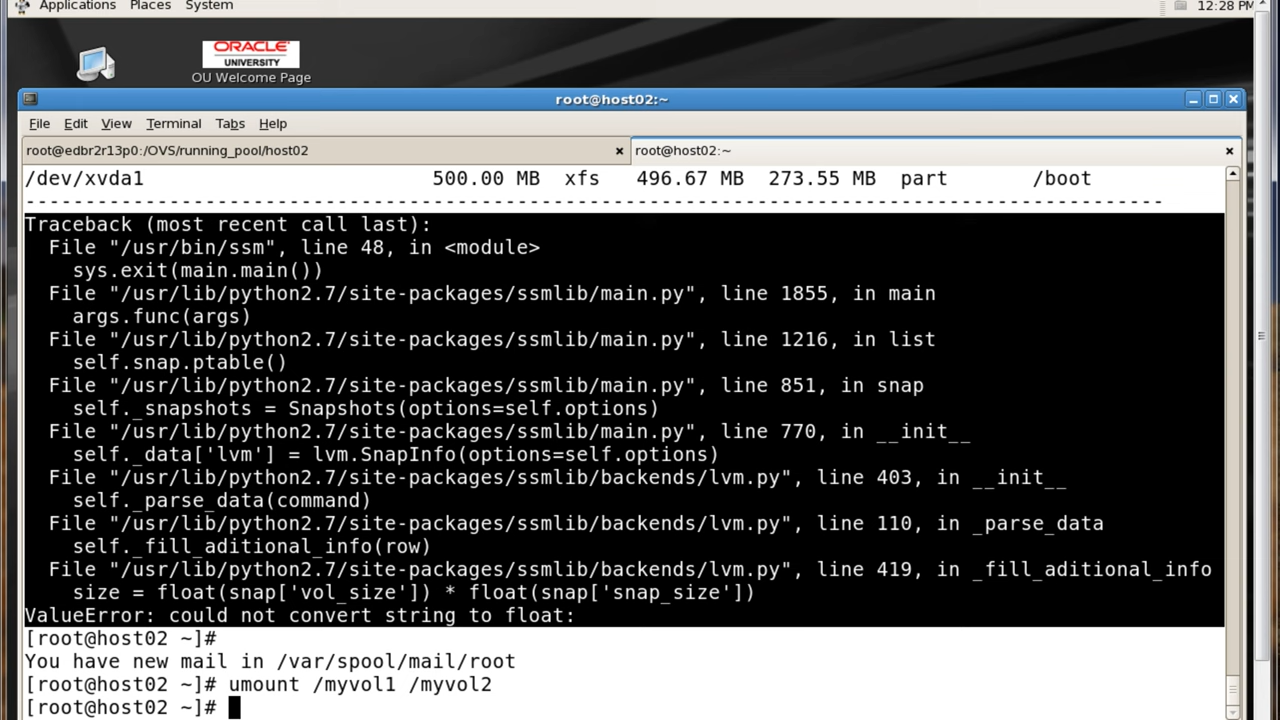 Applications Places System 12:28 PM
ORACLE
UNIVERSITY
OU Welcome Page
root@host02:~
File Edit View Terminal Tabs Help
root@edbr2r13p0:/OVS/running_pool/host02 root@host02:~
/dev/xvda1 500.00 MB xfs 496.67 MB 273.55 MB part /boot
-----------------------------------------------------------------------------------------------
Traceback (most recent call last):
  File "/usr/bin/ssm", line 48, in <module>
    sys.exit(main.main())
  File "/usr/lib/python2.7/site-packages/ssmlib/main.py", line 1855, in main
    args.func(args)
  File "/usr/lib/python2.7/site-packages/ssmlib/main.py", line 1216, in list
    self.snap.ptable()
  File "/usr/lib/python2.7/site-packages/ssmlib/main.py", line 851, in snap
    self._snapshots = Snapshots(options=self.options)
  File "/usr/lib/python2.7/site-packages/ssmlib/main.py", line 770, in __init__
    self._data['lvm'] = lvm.SnapInfo(options=self.options)
  File "/usr/lib/python2.7/site-packages/ssmlib/backends/lvm.py", line 403, in __init__
    self._parse_data(command)
  File "/usr/lib/python2.7/site-packages/ssmlib/backends/lvm.py", line 110, in _parse_data
    self._fill_aditional_info(row)
  File "/usr/lib/python2.7/site-packages/ssmlib/backends/lvm.py", line 419, in _fill_aditional_info
    size = float(snap['vol_size']) * float(snap['snap_size'])
ValueError: could not convert string to float:
[root@host02 ~]#
You have new mail in /var/spool/mail/root
[root@host02 ~]# umount /myvol1 /myvol2
[root@host02 ~]#